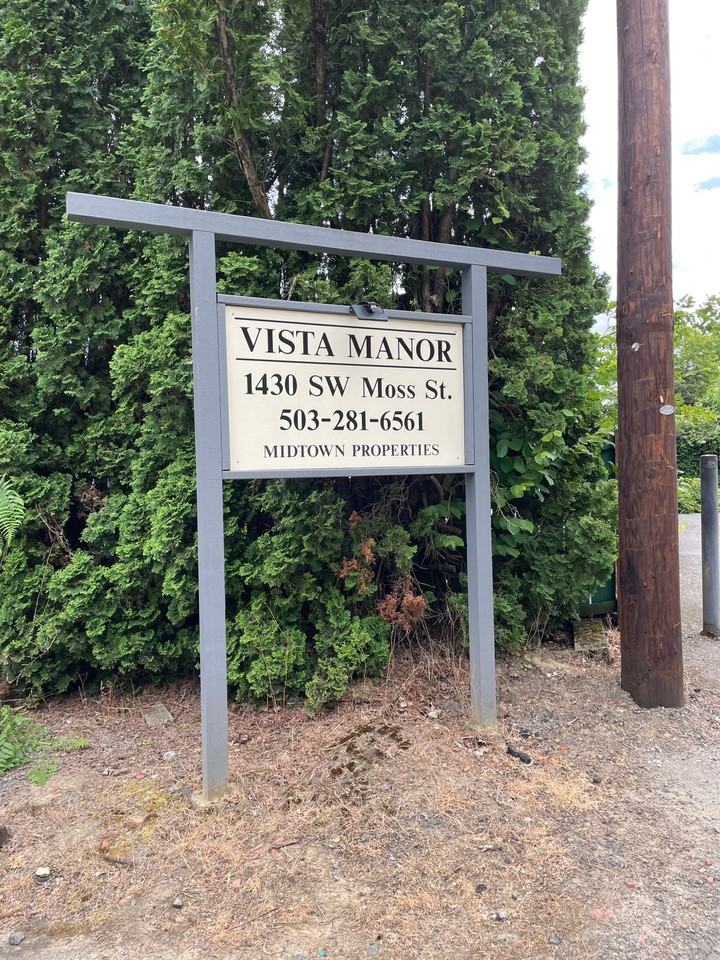 VISTA MANOR
1430 SW Moss St.
503-281-6561
MIDTOWN PROPERTIES